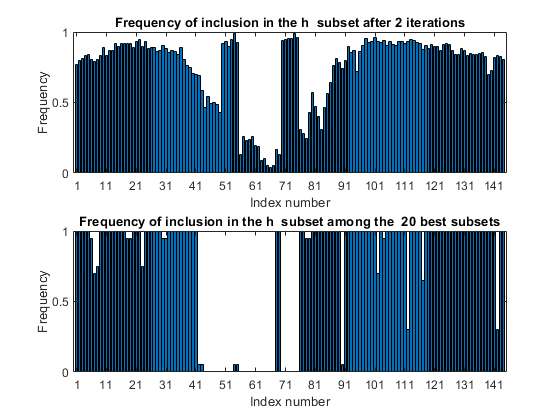 Frequency of inclusion in the h subset after 2 iterations
1
0.5
0
Frequency
1 11 21 31 41 51 61 71 81 91 101 111 121 131 141
Index number
Frequency of inclusion in the h subset among the 20 best subsets
1
0.5
0
Frequency
1 11 21 31 41 51 61 71 81 91 101 111 121 131 141
Index number